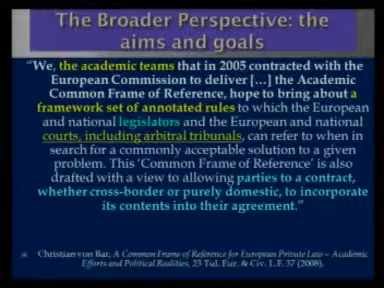 The Broader Perspective: the
aims and goals
“We, the academic teams that in 2005 contracted with the
European Commission to deliver […] the Academic
Common Frame of Reference, hope to bring about a
framework set of annotated rules to which the European
and national legislators and the European and national
courts, including arbitral tribunals, can refer to when in
search for a commonly acceptable solution to a given
problem. This ‘Common Frame of Reference’ is also
drafted with a view to allowing parties to a contract,
whether cross-border or purely domestic, to incorporate
its contents into their agreement.”
Christian von Bar, A Common Frame of Reference for European Private Law – Academic
Efforts and Political Realities, 23 Tul. Eur. & Civ. L.F. 37 (2008).